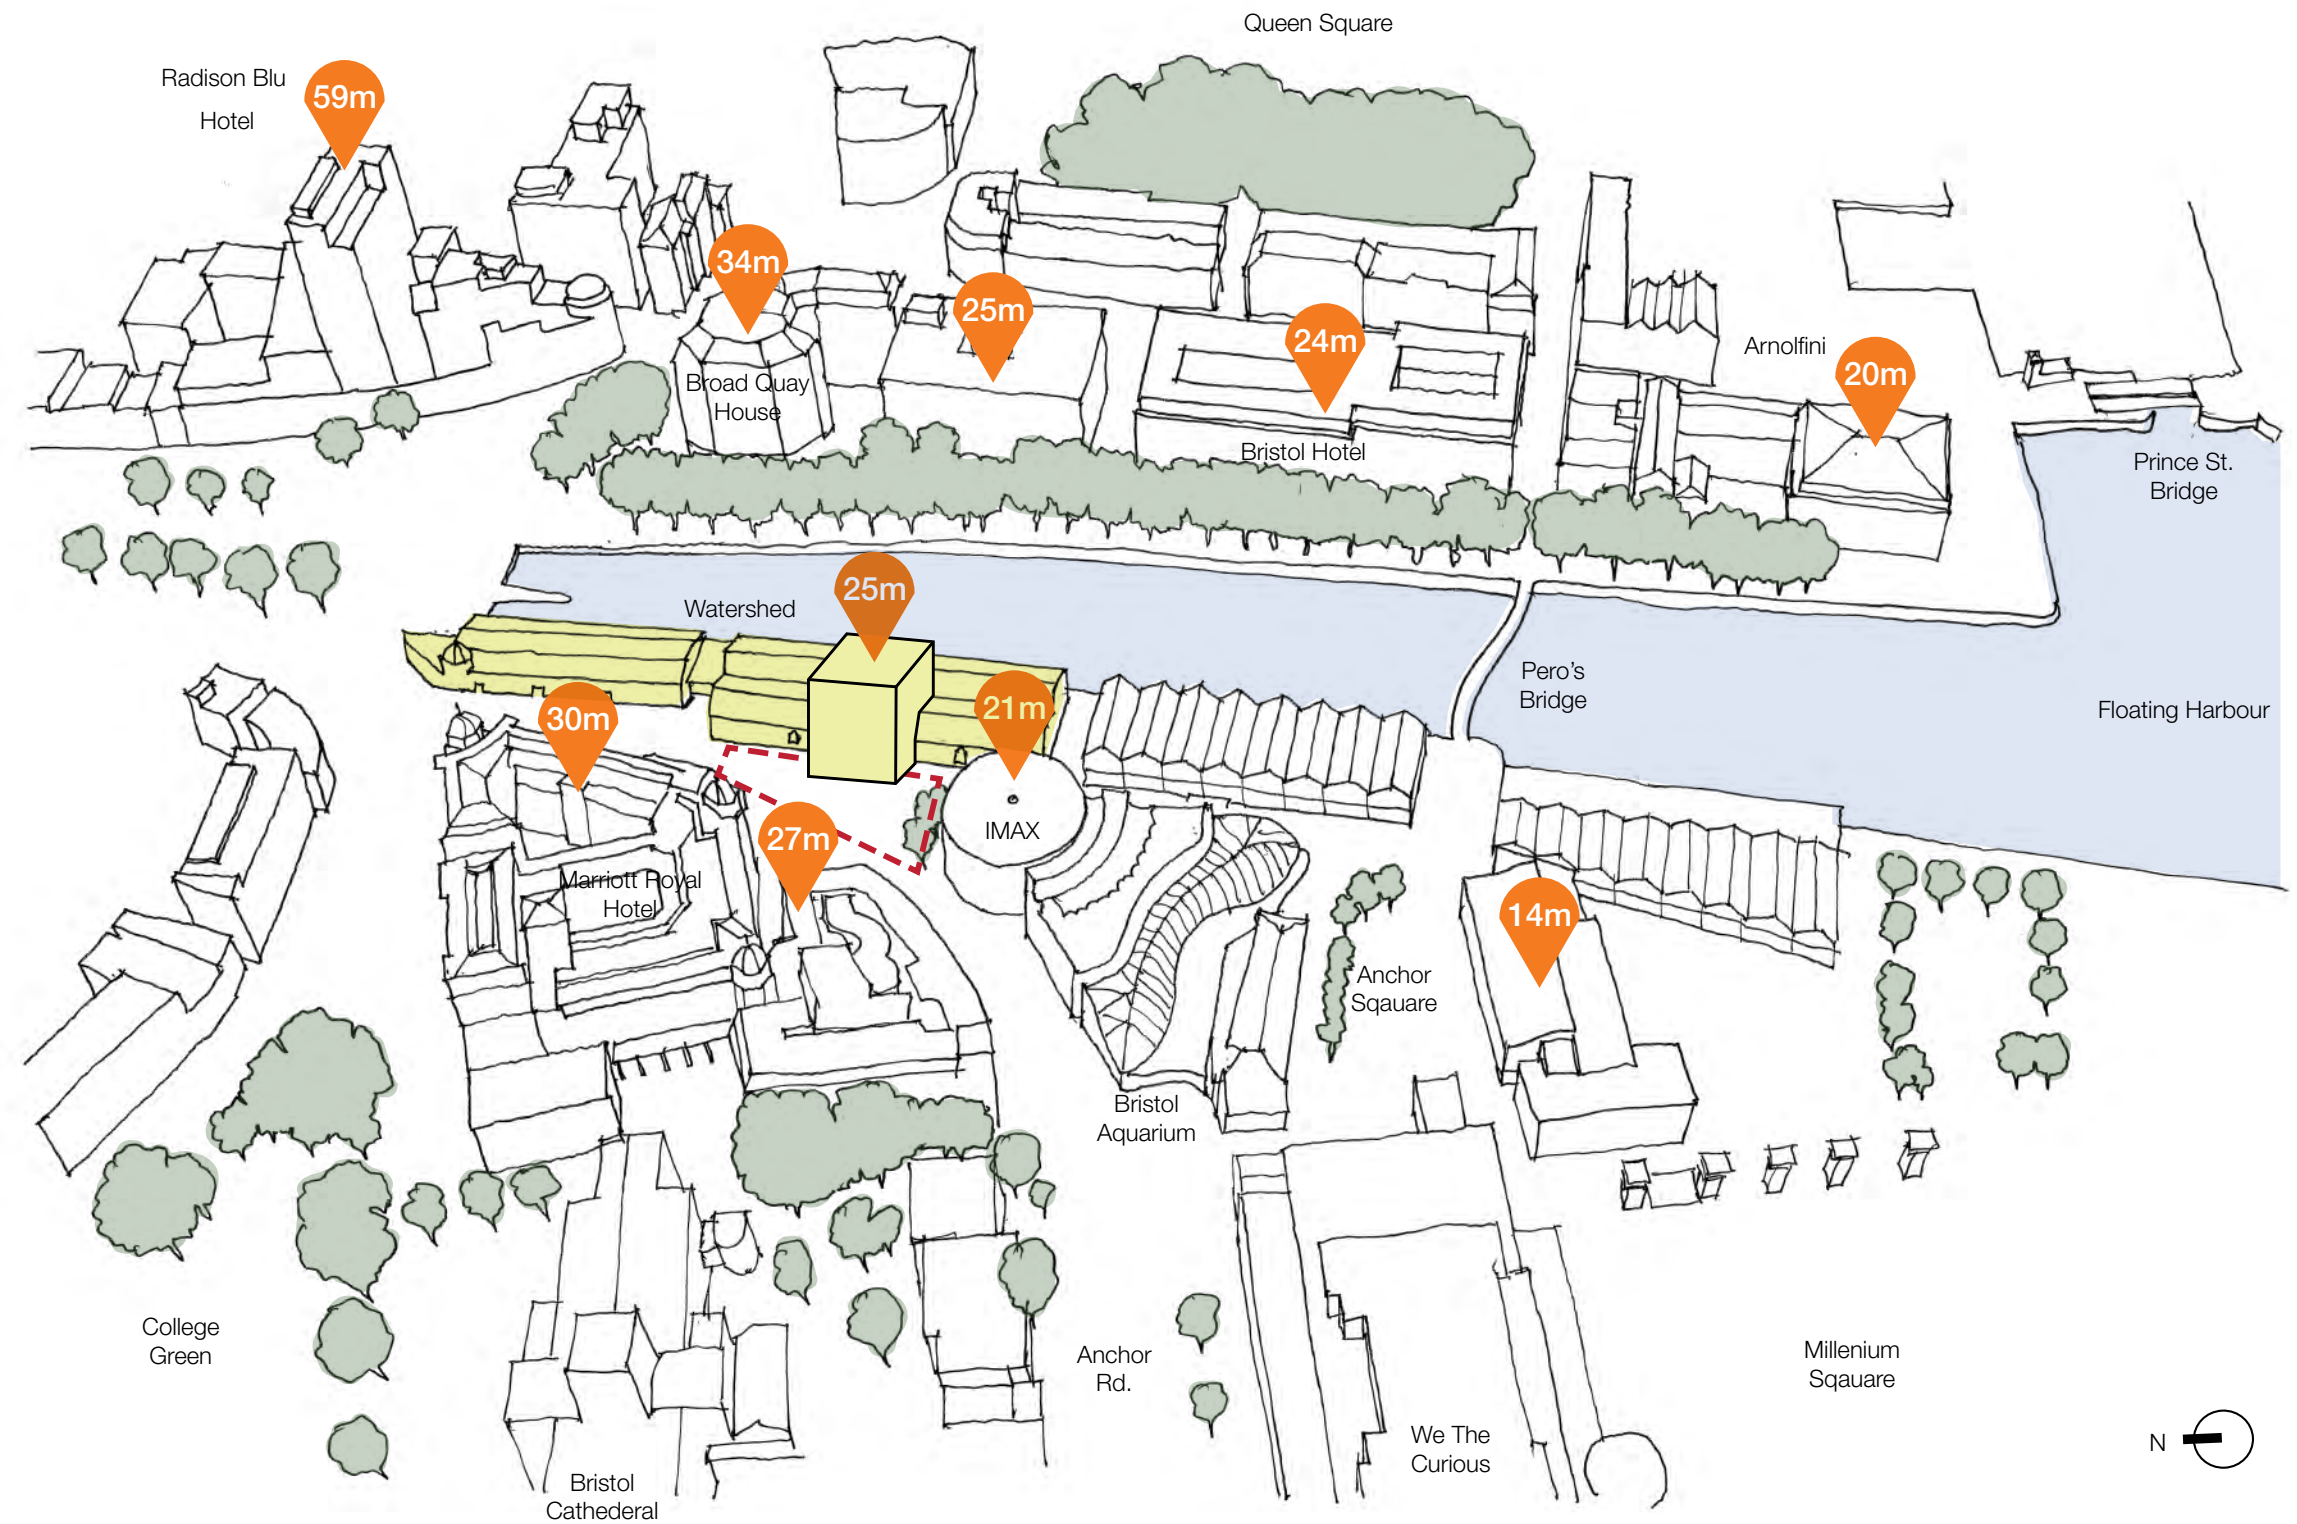 Queen Square
Radison Blu
Hotel
59m
34m
25m
24m
Arnolfini
20m
Broad Quay
House
Bristol Hotel
Prince St.
Bridge
25m
Watershed
Pero's
Bridge
Floating Harbour
30m
21m
27m
IMAX
Marriott Royal
Hotel
14m
Anchor
Sqauare
Bristol
Aquarium
College
Green
Anchor
Rd.
Millenium
Sqauare
We The
Curious
N
Bristol
Cathederal